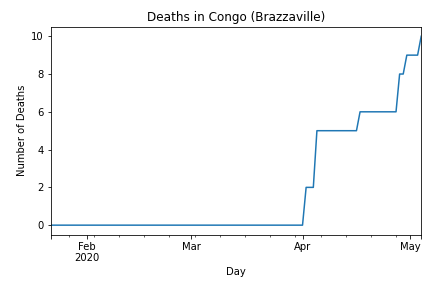 Deaths in Congo (Brazzaville)
10
8
6
4
2
0
Number of Deaths
Feb
2020
Mar
Apr
May
Day